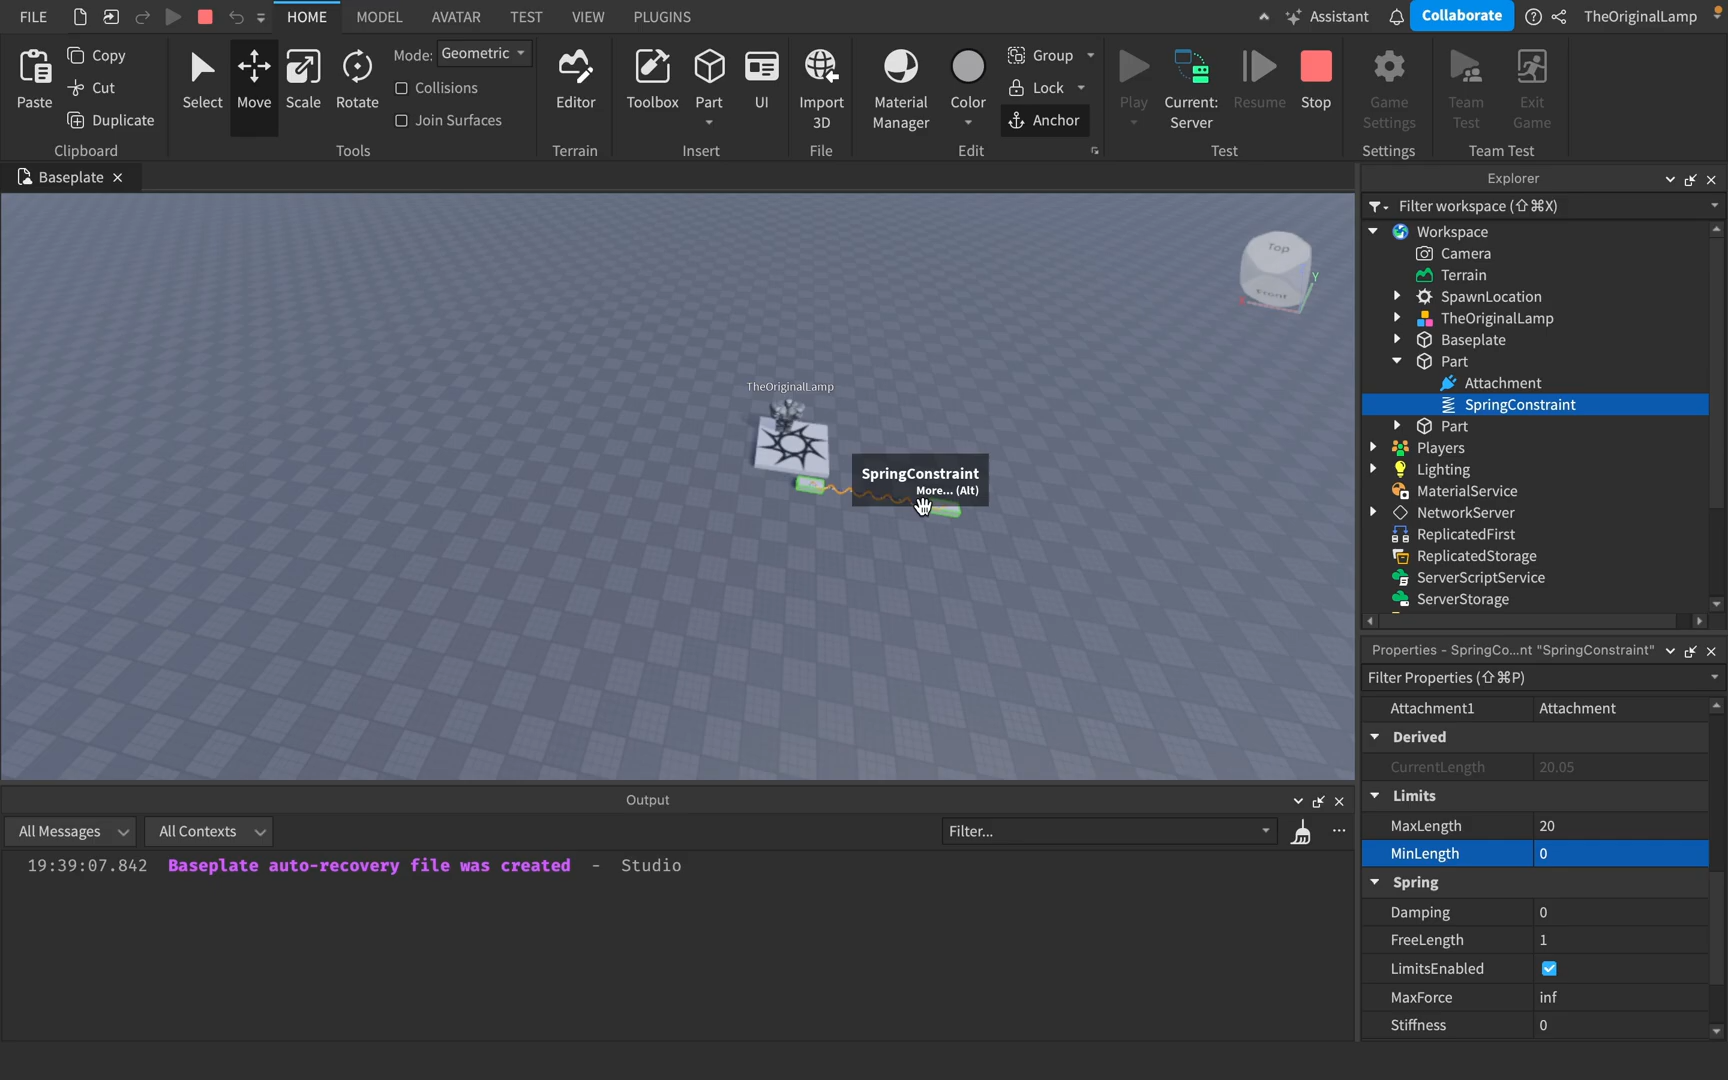 FILE
HOME
MODEL
AVATAR
TEST
VIEW
PLUGINS
Assistant
Collaborate
TheOriginalLamp
Paste
Copy
Cut
Duplicate
Clipboard
Select
Move
Scale
Rotate
Mode: Geometric
Collisions
Join Surfaces
Tools
Editor
Terrain
Toolbox
Part
UI
Insert
Import
3D
File
Material
Manager
Color
Group
Lock
Anchor
Edit
Play
Current:
Server
Resume
Stop
Test
Game
Settings
Settings
Team
Test
Exit
Game
Team Test
Baseplate
TheOriginalLamp
SpringConstraint
More... (Alt)
Top
Front
Y
Explorer
Filter workspace (⇧⌘X)
Workspace
Camera
Terrain
SpawnLocation
TheOriginalLamp
Baseplate
Part
Attachment
SpringConstraint
Part
Players
Lighting
MaterialService
NetworkServer
ReplicatedFirst
ReplicatedStorage
ServerScriptService
ServerStorage
Properties - SpringCo...nt "SpringConstraint"
Filter Properties (⇧⌘P)
Attachment1 Attachment
Derived
CurrentLength 20.05
Limits
MaxLength 20
MinLength 0
Spring
Damping 0
FreeLength 1
LimitsEnabled
MaxForce inf
Stiffness 0
Output
All Messages
All Contexts
Filter...
19:39:07.842 Baseplate auto-recovery file was created - Studio